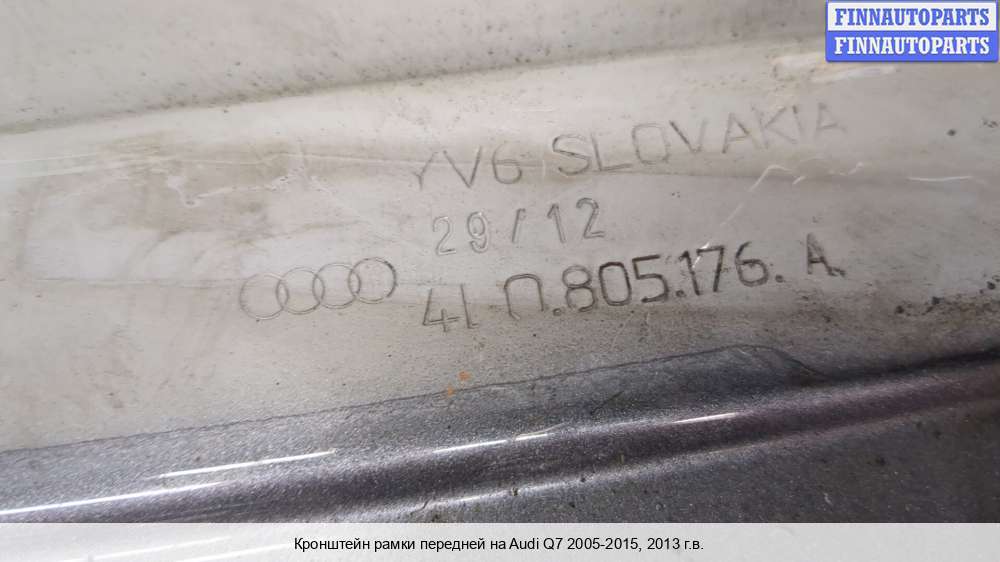 FINNAUTOPARTS
FINNAUTOPARTS
YV6 SLOVAKIA
29/12
4L0.805.176. A.
Кронштейн рамки передней на Audi Q7 2005-2015, 2013 г.в.